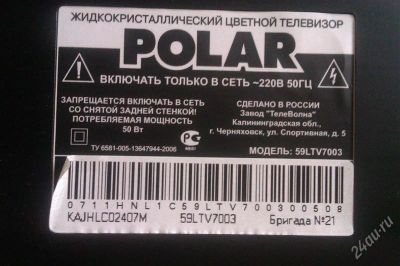 ЖИДКОКРИСТАЛЛИЧЕСКИЙ ЦВЕТНОЙ ТЕЛЕВИЗОР
POLAR
ВКЛЮЧАТЬ ТОЛЬКО В СЕТЬ ~220В 50ГЦ
ЗАПРЕЩАЕТСЯ ВКЛЮЧАТЬ В СЕТЬ
СО СНЯТОЙ ЗАДНЕЙ СТЕНКОЙ!
ПОТРЕБЛЯЕМАЯ МОЩНОСТЬ
50 Вт
ТУ 6581-005-13647944-2006
СДЕЛАНО В РОССИИ
Завод "ТелеВолна"
Калининградская обл.,
г. Черняховск, ул. Спортивная, д. 5
МОДЕЛЬ: 59LTV7003
0711HNL1C59LTV700300508
KAJHLC02407M 59LTV7003 Бригада №21
24au.ru